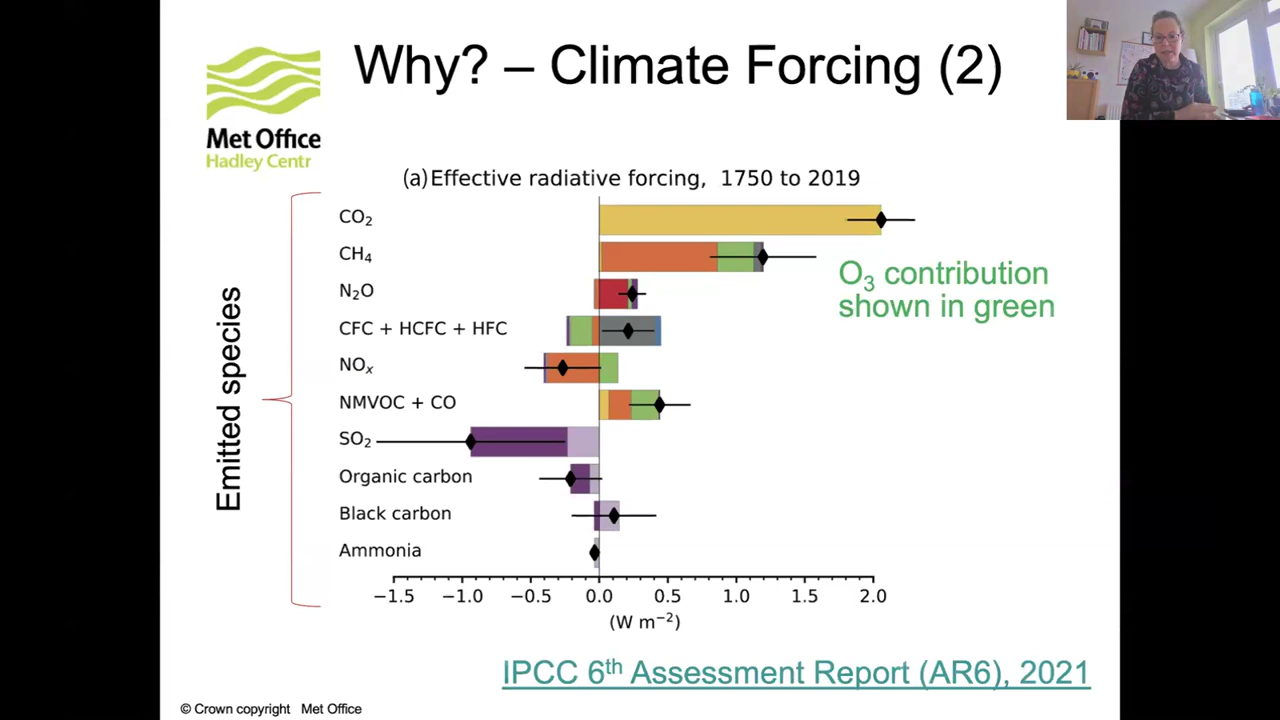 Why? – Climate Forcing (2)
Met Office
Hadley Centr
(a) Effective radiative forcing, 1750 to 2019
CO₂
CH₄
N₂O
CFC + HCFC + HFC
NOₓ
NMVOC + CO
SO₂
Organic carbon
Black carbon
Ammonia
O₃ contribution
shown in green
Emitted species
−1.5 −1.0 −0.5 0.0 0.5 1.0 1.5 2.0
(W m⁻²)
IPCC 6th Assessment Report (AR6), 2021
© Crown copyright Met Office